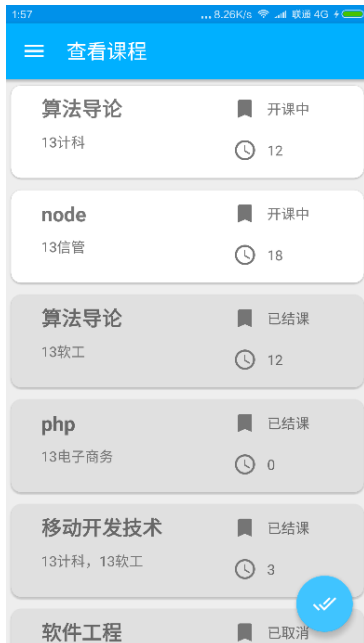 1:57 ... 8.26K/s 联通 4G
查看课程
算法导论
开课中
13计科
12
node
开课中
13信管
18
算法导论
已结课
13软工
12
php
已结课
13电子商务
0
移动开发技术
已结课
13计科，13软工
3
软件工程
已取消